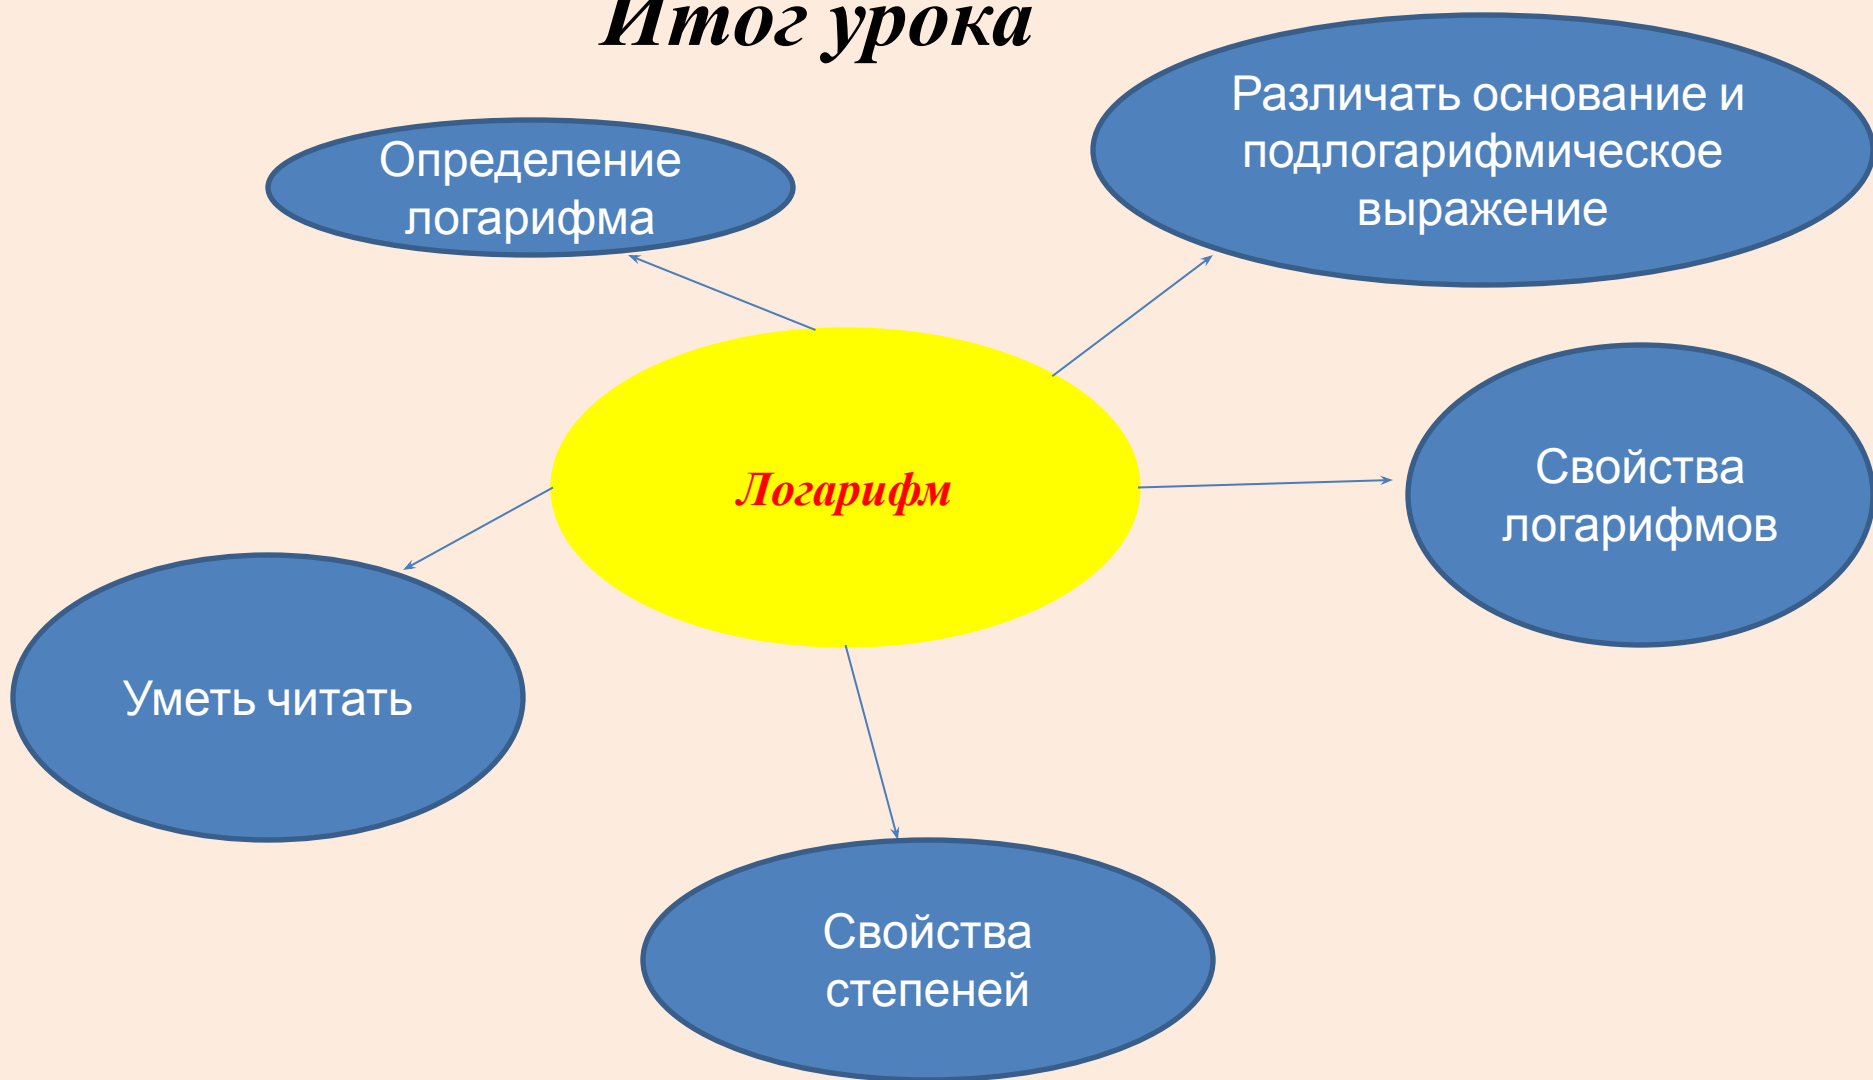 Итог урока
Определение
логарифма
Различать основание и
подлогарифмическое
выражение
Логарифм
Свойства
логарифмов
Уметь читать
Свойства
степеней